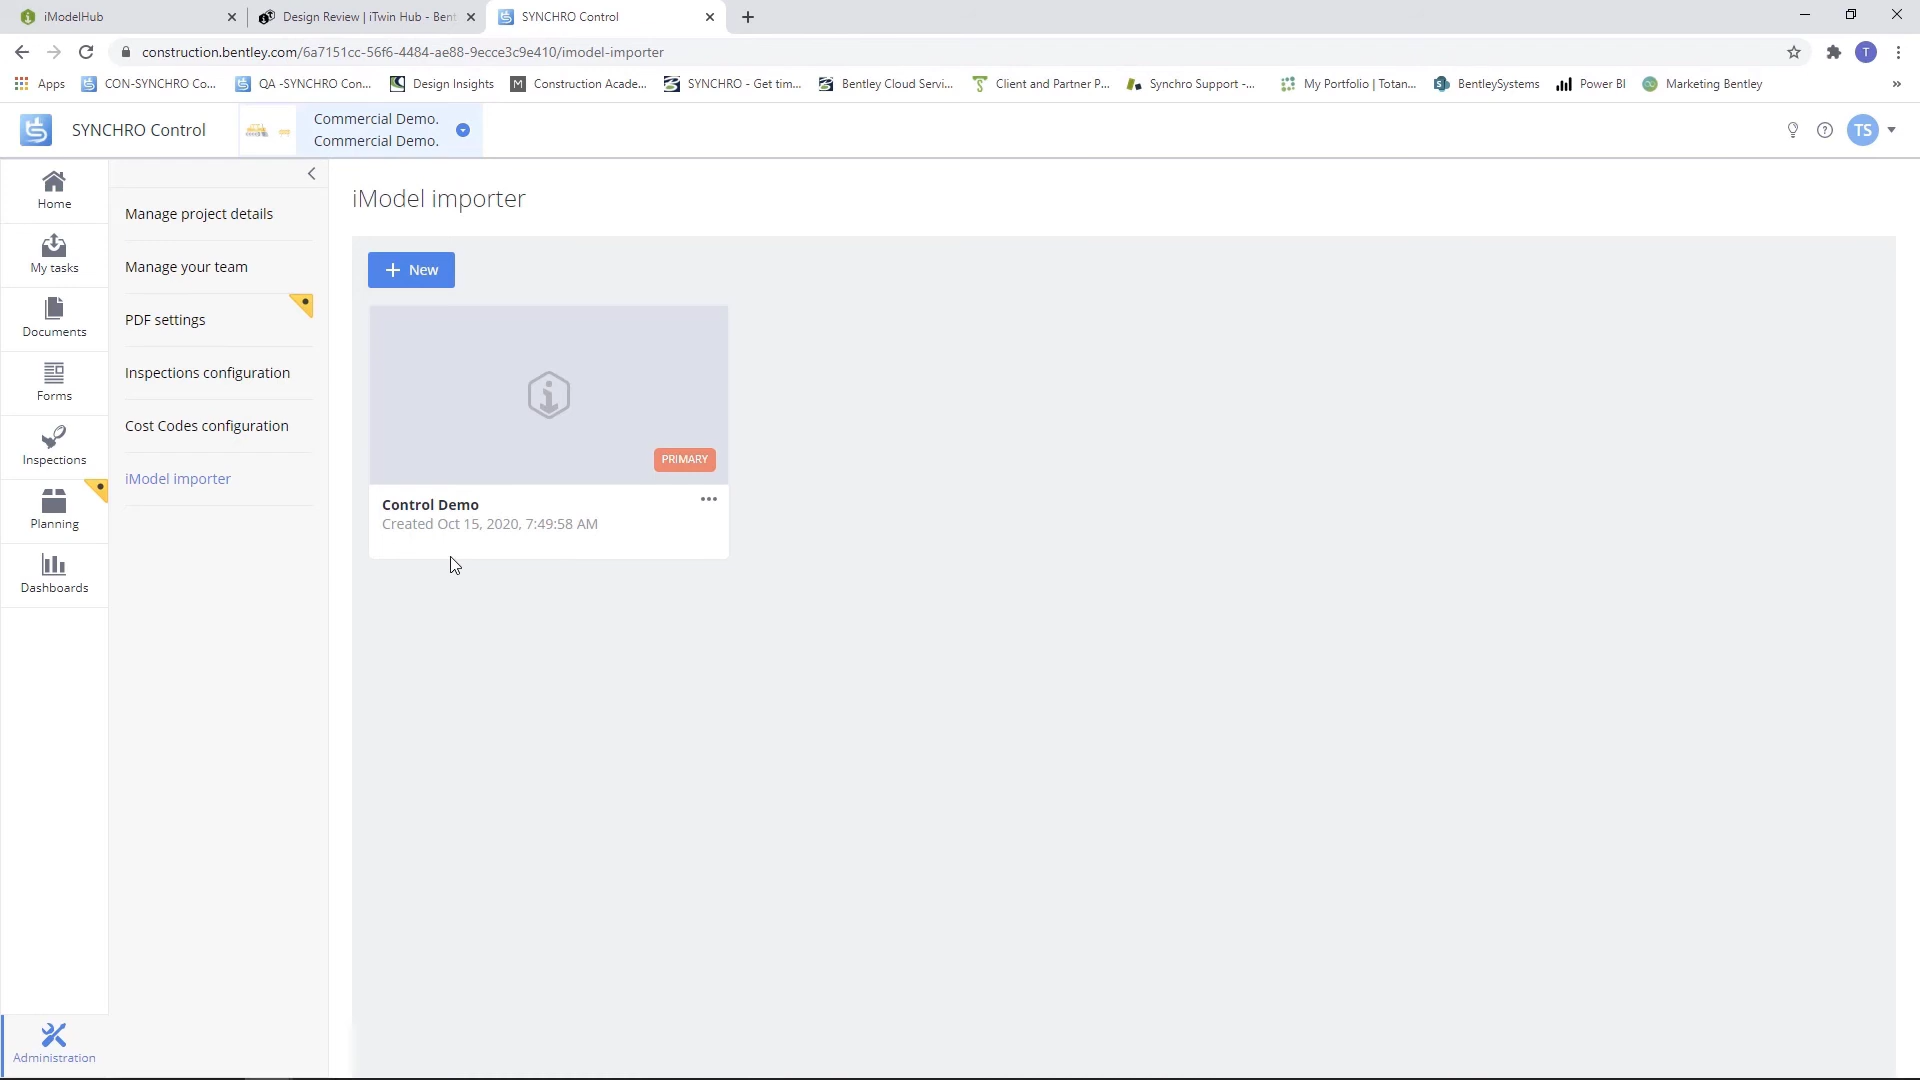 iModelHub
Design Review | iTwin Hub - Bent
SYNCHRO Control
construction.bentley.com/6a7151cc-56f6-4484-ae88-9ecce3c9e410/imodel-importer
T
Apps
CON-SYNCHRO Co...
QA -SYNCHRO Con...
Design Insights
M Construction Acade...
SYNCHRO - Get tim...
Bentley Cloud Servi...
Client and Partner P...
Synchro Support -...
My Portfolio | Totan...
BentleySystems
Power BI
Marketing Bentley
SYNCHRO Control
Commercial Demo.
Commercial Demo.
TS
Home
My tasks
Documents
Forms
Inspections
Planning
Dashboards
Administration
Manage project details
Manage your team
PDF settings
Inspections configuration
Cost Codes configuration
iModel importer
iModel importer
+ New
PRIMARY
Control Demo
Created Oct 15, 2020, 7:49:58 AM